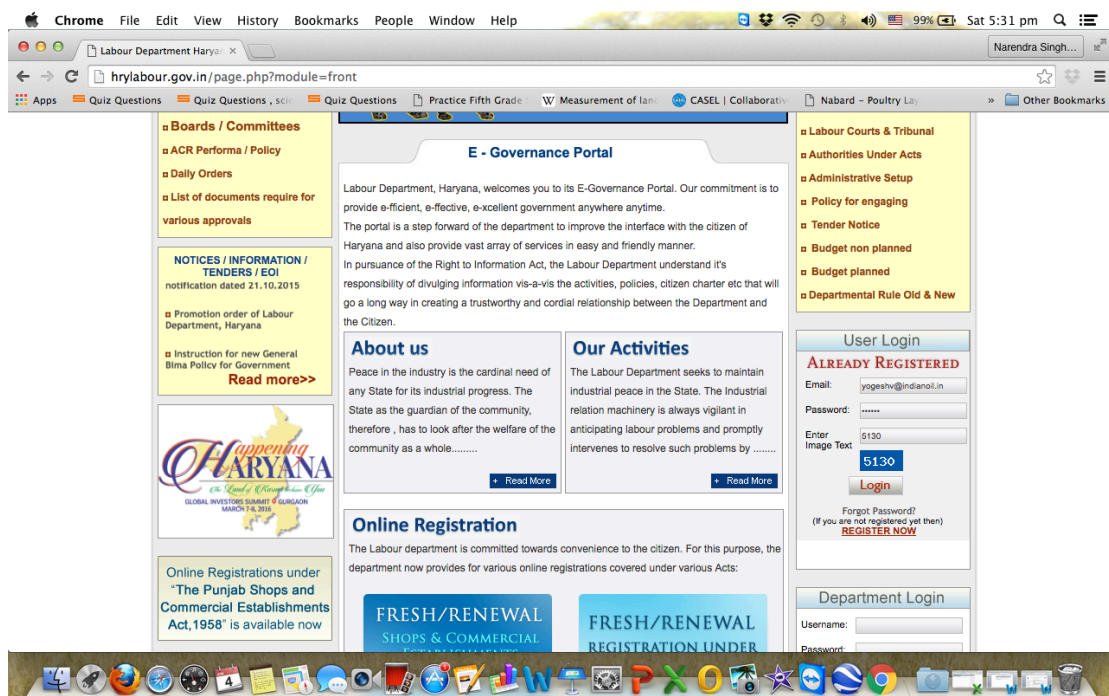 Chrome File Edit View History Bookmarks People Window Help
99% Sat 5:31 pm
Labour Department Haryan ×
Narendra Singh...
hrylabour.gov.in/page.php?module=front
Apps Quiz Questions Quiz Questions , scie Quiz Questions Practice Fifth Grade W Measurement of land CASEL | Collaborative Nabard – Poultry Lay » Other Bookmarks
Boards / Committees
ACR Performa / Policy
Daily Orders
List of documents require for
various approvals
NOTICES / INFORMATION /
TENDERS / EOI
notification dated 21.10.2015
Promotion order of Labour
Department, Haryana
Instruction for new General
Bima Policy for Government
Read more>>
Happening
HARYANA
GLOBAL INVESTORS SUMMIT GURGAON
MARCH 7-8, 2016
Online Registrations under
"The Punjab Shops and
Commercial Establishments
Act,1958" is available now
E - Governance Portal
Labour Department, Haryana, welcomes you to its E-Governance Portal. Our commitment is to
provide e-fficient, e-ffective, e-xcellent government anywhere anytime.
The portal is a step forward of the department to improve the interface with the citizen of
Haryana and also provide vast array of services in easy and friendly manner.
In pursuance of the Right to Information Act, the Labour Department understand it's
responsibility of divulging information vis-a-vis the activities, policies, citizen charter etc that will
go a long way in creating a trustworthy and cordial relationship between the Department and
the Citizen.
About us
Peace in the industry is the cardinal need of
any State for its industrial progress. The
State as the guardian of the community,
therefore , has to look after the welfare of the
community as a whole.........
+ Read More
Our Activities
The Labour Department seeks to maintain
industrial peace in the State. The Industrial
relation machinery is always vigilant in
anticipating labour problems and promptly
intervenes to resolve such problems by ........
+ Read More
Online Registration
The Labour department is committed towards convenience to the citizen. For this purpose, the
department now provides for various online registrations covered under various Acts:
FRESH/RENEWAL
SHOPS & COMMERCIAL
ESTABLISHMENTS
FRESH/RENEWAL
REGISTRATION UNDER
Labour Courts & Tribunal
Authorities Under Acts
Administrative Setup
Policy for engaging
Tender Notice
Budget non planned
Budget planned
Departmental Rule Old & New
User Login
ALREADY REGISTERED
Email: yogeshv@indianoil.in
Password: ••••••
Enter
Image Text 5130
5130
Login
Forgot Password?
(If you are not registered yet then)
REGISTER NOW
Department Login
Username:
Password: